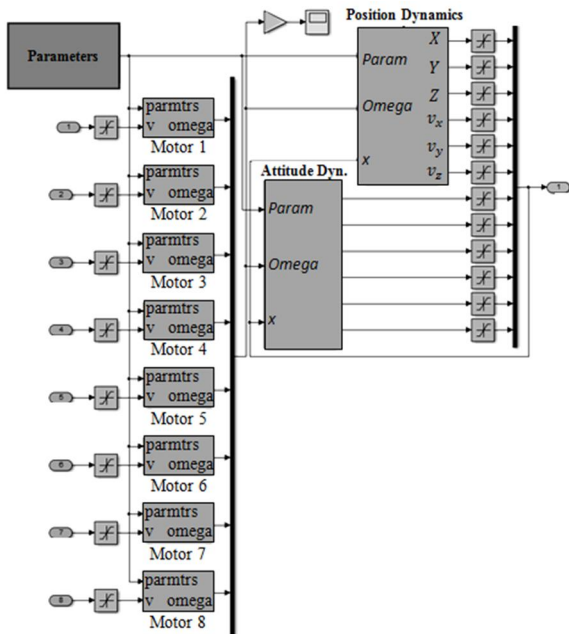 Parameters
Position Dynamics
Param
Omega
x
X
Y
Z
v_x
v_y
v_z
Attitude Dyn.
Param
Omega
x
1
1
parmtrs
v omega
Motor 1
2
parmtrs
v omega
Motor 2
3
parmtrs
v omega
Motor 3
4
parmtrs
v omega
Motor 4
5
parmtrs
v omega
Motor 5
6
parmtrs
v omega
Motor 6
7
parmtrs
v omega
Motor 7
8
parmtrs
v omega
Motor 8